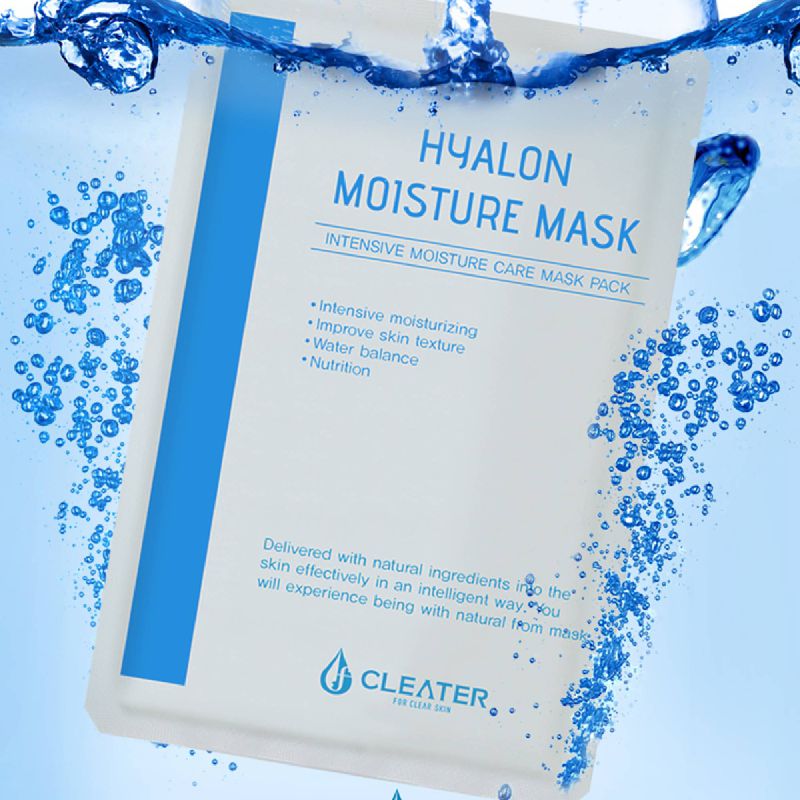 HYALON
MOISTURE MASK
INTENSIVE MOISTURE CARE MASK PACK
• Intensive moisturizing
• Improve skin texture
• Water balance
• Nutrition
Delivered with natural ingredients into the
skin effectively in an intelligent way. You
will experience being with natural from mask
CLEATER
FOR CLEAR SKIN